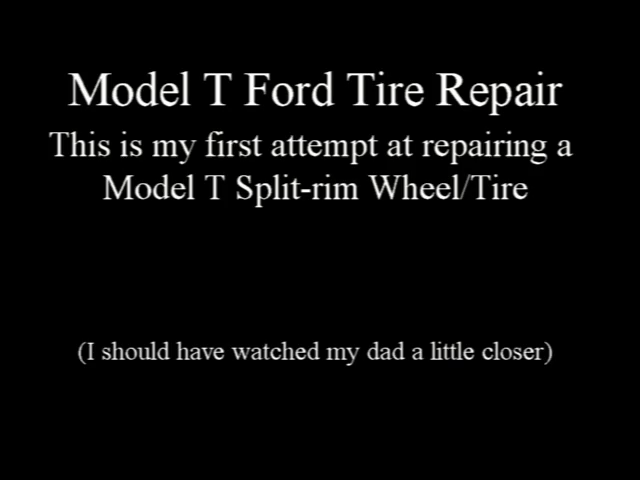 Model T Ford Tire Repair
This is my first attempt at repairing a
Model T Split-rim Wheel/Tire
(I should have watched my dad a little closer)